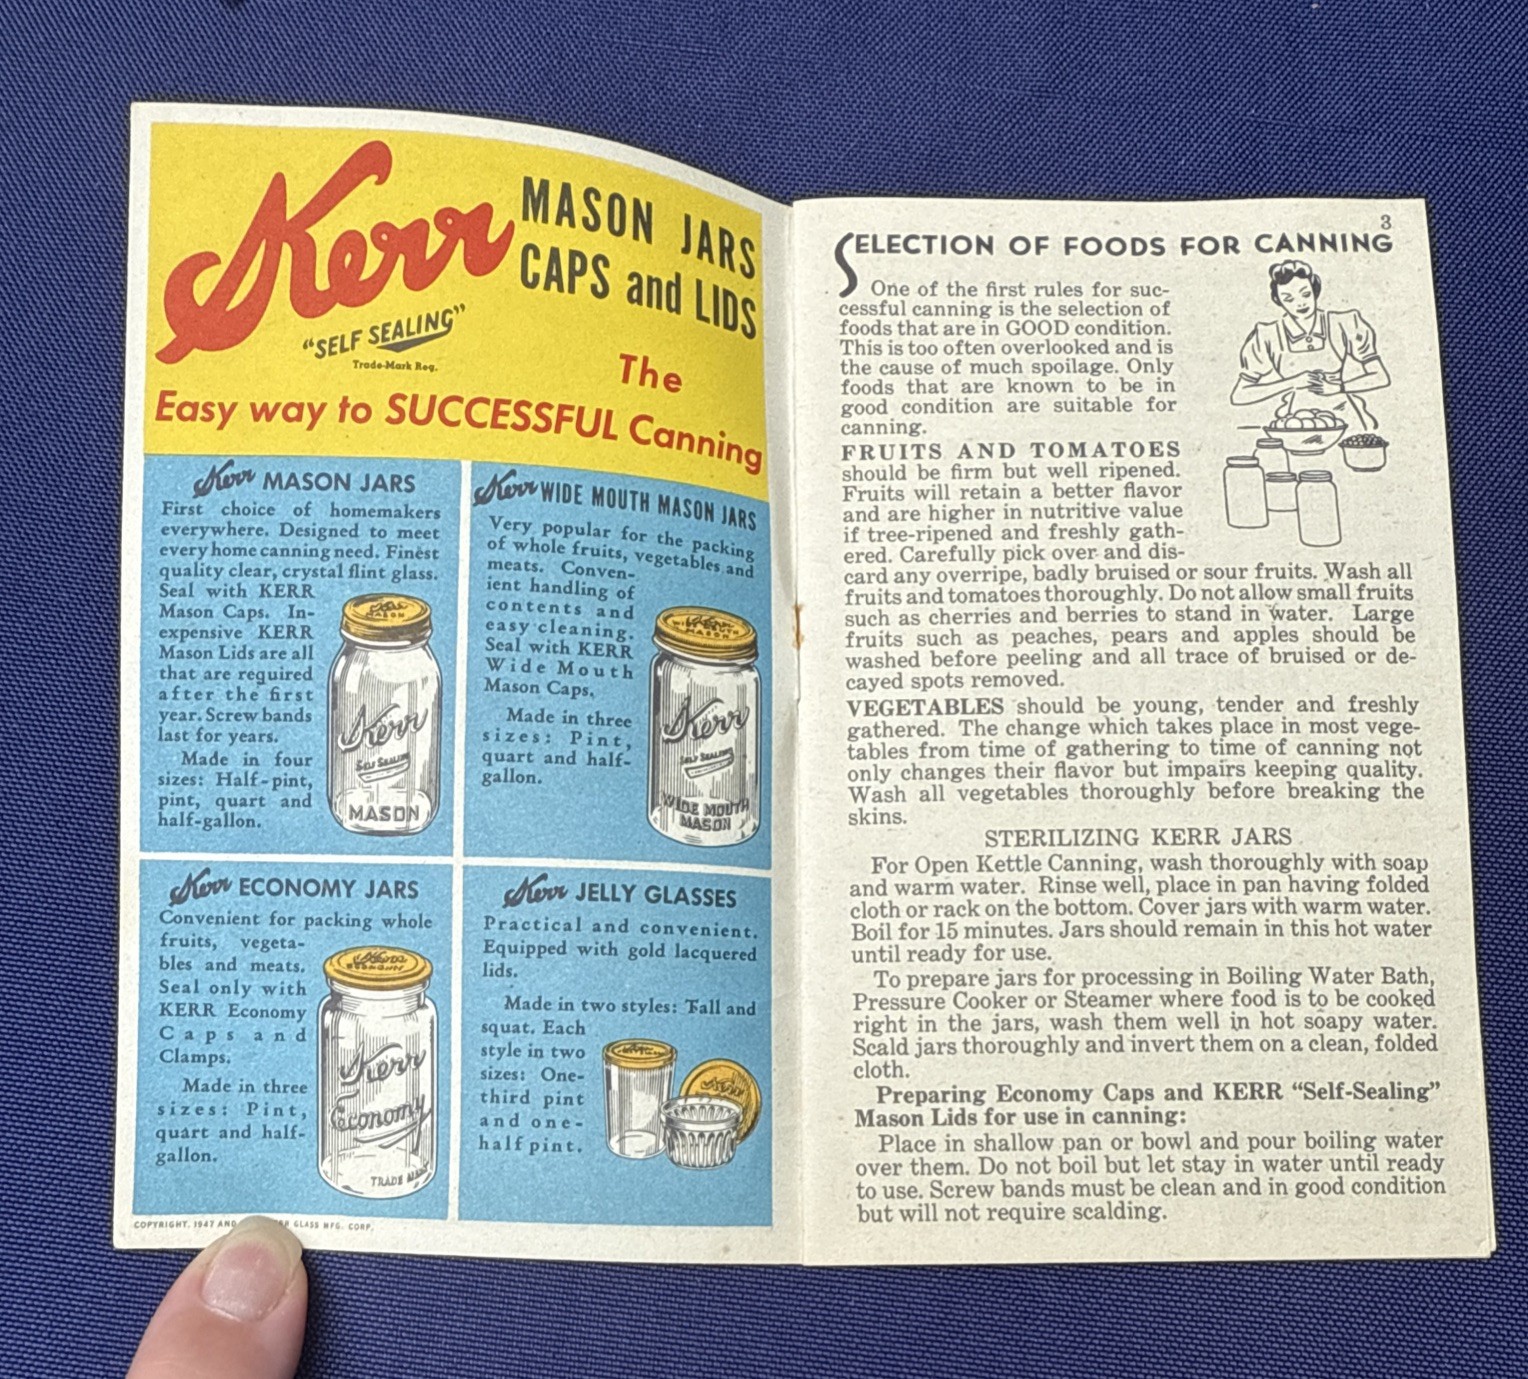 Kerr
MASON JARS
CAPS and LIDS
"SELF SEALING"
Trade-Mark Reg.
The
Easy way to SUCCESSFUL Canning
Kerr MASON JARS
First choice of homemakers
everywhere. Designed to meet
every home canning need. Finest
quality clear, crystal flint glass.
Seal with KERR
Mason Caps. In-
expensive KERR
Mason Lids are all
that are required
after the first
year. Screw bands
last for years.
Made in four
sizes: Half-pint,
pint, quart and
half-gallon.
Kerr
SELF SEALING
MASON
Kerr WIDE MOUTH MASON JARS
Very popular for the packing
of whole fruits, vegetables and
meats. Conven-
ient handling of
contents and
easy cleaning.
Seal with KERR
Wide Mouth
Mason Caps.
Made in three
sizes: Pint,
quart and half-
gallon.
WIDE MOUTH
MASON
Kerr
SELF SEALING
WIDE MOUTH
MASON
Kerr ECONOMY JARS
Convenient for packing whole
fruits, vegeta-
bles and meats.
Seal only with
KERR Economy
Caps and
Clamps.
Made in three
sizes: Pint,
quart and half-
gallon.
Kerr
ECONOMY
Kerr
Economy
TRADE MARK
Kerr JELLY GLASSES
Practical and convenient.
Equipped with gold lacquered
lids.
Made in two styles: Tall and
squat. Each
style in two
sizes: One-
third pint
and one-
half pint.
Kerr
COPYRIGHT, 1947 AND GLASS MFG. CORP.
3
SELECTION OF FOODS FOR CANNING
One of the first rules for suc-
cessful canning is the selection of
foods that are in GOOD condition.
This is too often overlooked and is
the cause of much spoilage. Only
foods that are known to be in
good condition are suitable for
canning.
FRUITS AND TOMATOES
should be firm but well ripened.
Fruits will retain a better flavor
and are higher in nutritive value
if tree-ripened and freshly gath-
ered. Carefully pick over and dis-
card any overripe, badly bruised or sour fruits. Wash all
fruits and tomatoes thoroughly. Do not allow small fruits
such as cherries and berries to stand in water. Large
fruits such as peaches, pears and apples should be
washed before peeling and all trace of bruised or de-
cayed spots removed.
VEGETABLES should be young, tender and freshly
gathered. The change which takes place in most vege-
tables from time of gathering to time of canning not
only changes their flavor but impairs keeping quality.
Wash all vegetables thoroughly before breaking the
skins.
STERILIZING KERR JARS
For Open Kettle Canning, wash thoroughly with soap
and warm water. Rinse well, place in pan having folded
cloth or rack on the bottom. Cover jars with warm water.
Boil for 15 minutes. Jars should remain in this hot water
until ready for use.
To prepare jars for processing in Boiling Water Bath,
Pressure Cooker or Steamer where food is to be cooked
right in the jars, wash them well in hot soapy water.
Scald jars thoroughly and invert them on a clean, folded
cloth.
Preparing Economy Caps and KERR "Self-Sealing"
Mason Lids for use in canning:
Place in shallow pan or bowl and pour boiling water
over them. Do not boil but let stay in water until ready
to use. Screw bands must be clean and in good condition
but will not require scalding.